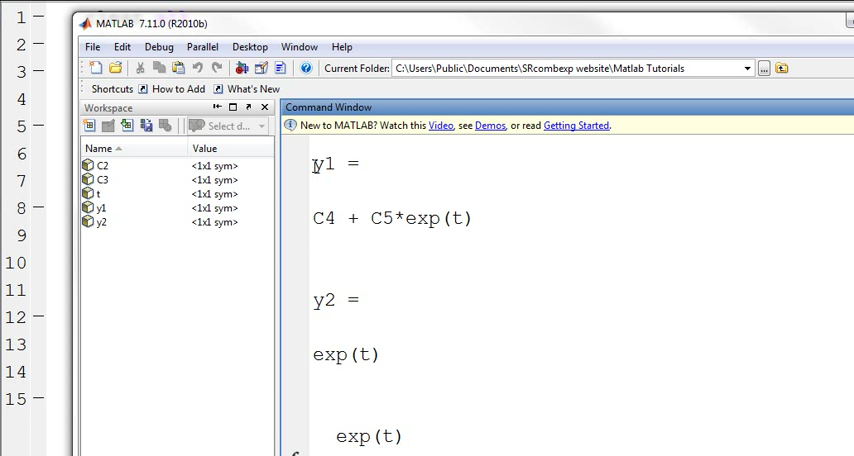 MATLAB 7.11.0 (R2010b)
File Edit Debug Parallel Desktop Window Help
Current Folder: C:\Users\Public\Documents\SRcombexp website\Matlab Tutorials
Shortcuts How to Add What's New
Workspace
Command Window
Select d...
New to MATLAB? Watch this Video, see Demos, or read Getting Started.
Name Value
C2 <1x1 sym>
C3 <1x1 sym>
t <1x1 sym>
y1 <1x1 sym>
y2 <1x1 sym>
y1 =
C4 + C5*exp(t)
y2 =
exp(t)
exp(t)
1
2
3
4
5
6
7
8
9
10
11
12
13
14
15